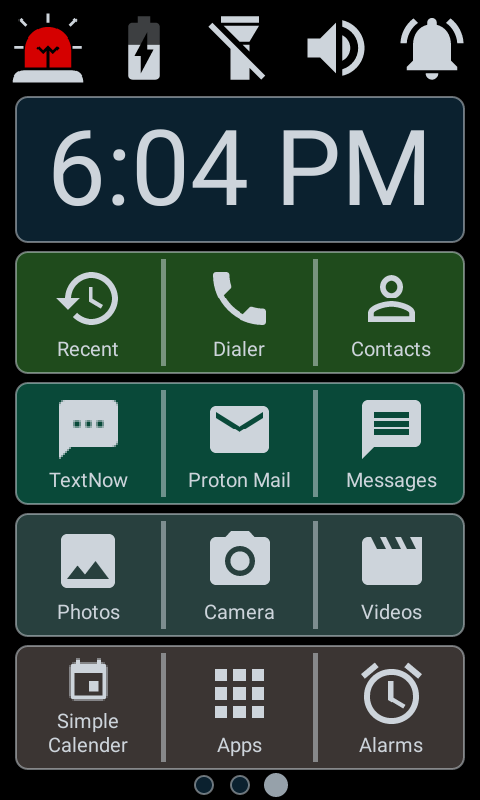 6:04 PM
Recent
Dialer
Contacts
TextNow
Proton Mail
Messages
Photos
Camera
Videos
Simple
Calender
Apps
Alarms